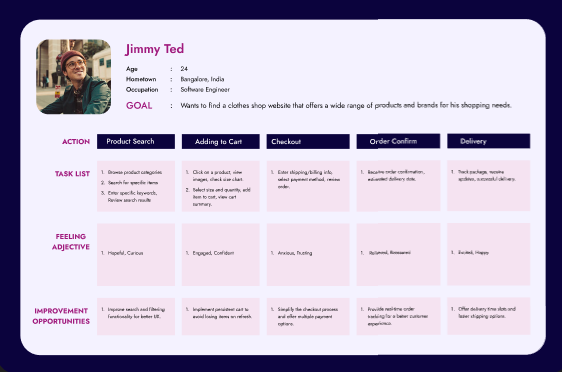 Jimmy Ted
Age : 24
Hometown : Bangalore, India
Occupation : Software Engineer
GOAL : Wants to find a clothes shop website that offers a wide range of products and brands for his shopping needs.
ACTION Product Search Adding to Cart Checkout Order Confirm Delivery
TASK LIST
1. Browse product categories
2. Search for specific items
3. Enter specific keywords,
Review search results
1. Click on a product, view
images, check size chart.
2. Select size and quantity, add
item to cart, view cart
summary.
1. Enter shipping/billing info,
select payment method, review
order.
1. Receive order confirmation,
estimated delivery date.
1. Track package, receive
updates, successful delivery.
FEELING
ADJECTIVE
1. Hopeful, Curious
1. Engaged, Confident
1. Anxious, Trusting
1. Relieved, Reassured
1. Excited, Happy
IMPROVEMENT
OPPORTUNITIES
1. Improve search and filtering
functionality for better UX.
1. Implement persistent cart to
avoid losing items on refresh.
1. Simplify the checkout process
and offer multiple payment
options.
1. Provide real-time order
tracking for a better customer
experience.
1. Offer delivery time slots and
faster shipping options.